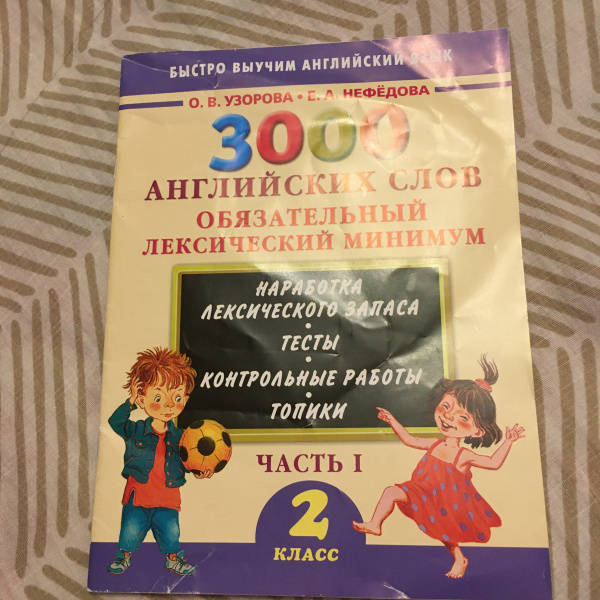 БЫСТРО ВЫУЧИМ АНГЛИЙСКИЙ ЯЗЫК
О. В. УЗОРОВА • Е. А. НЕФЁДОВА
3000
АНГЛИЙСКИХ СЛОВ
ОБЯЗАТЕЛЬНЫЙ
ЛЕКСИЧЕСКИЙ МИНИМУМ
НАРАБОТКА
ЛЕКСИЧЕСКОГО ЗАПАСА
•
ТЕСТЫ
•
КОНТРОЛЬНЫЕ РАБОТЫ
•
ТОПИКИ
ЧАСТЬ I
2
КЛАСС